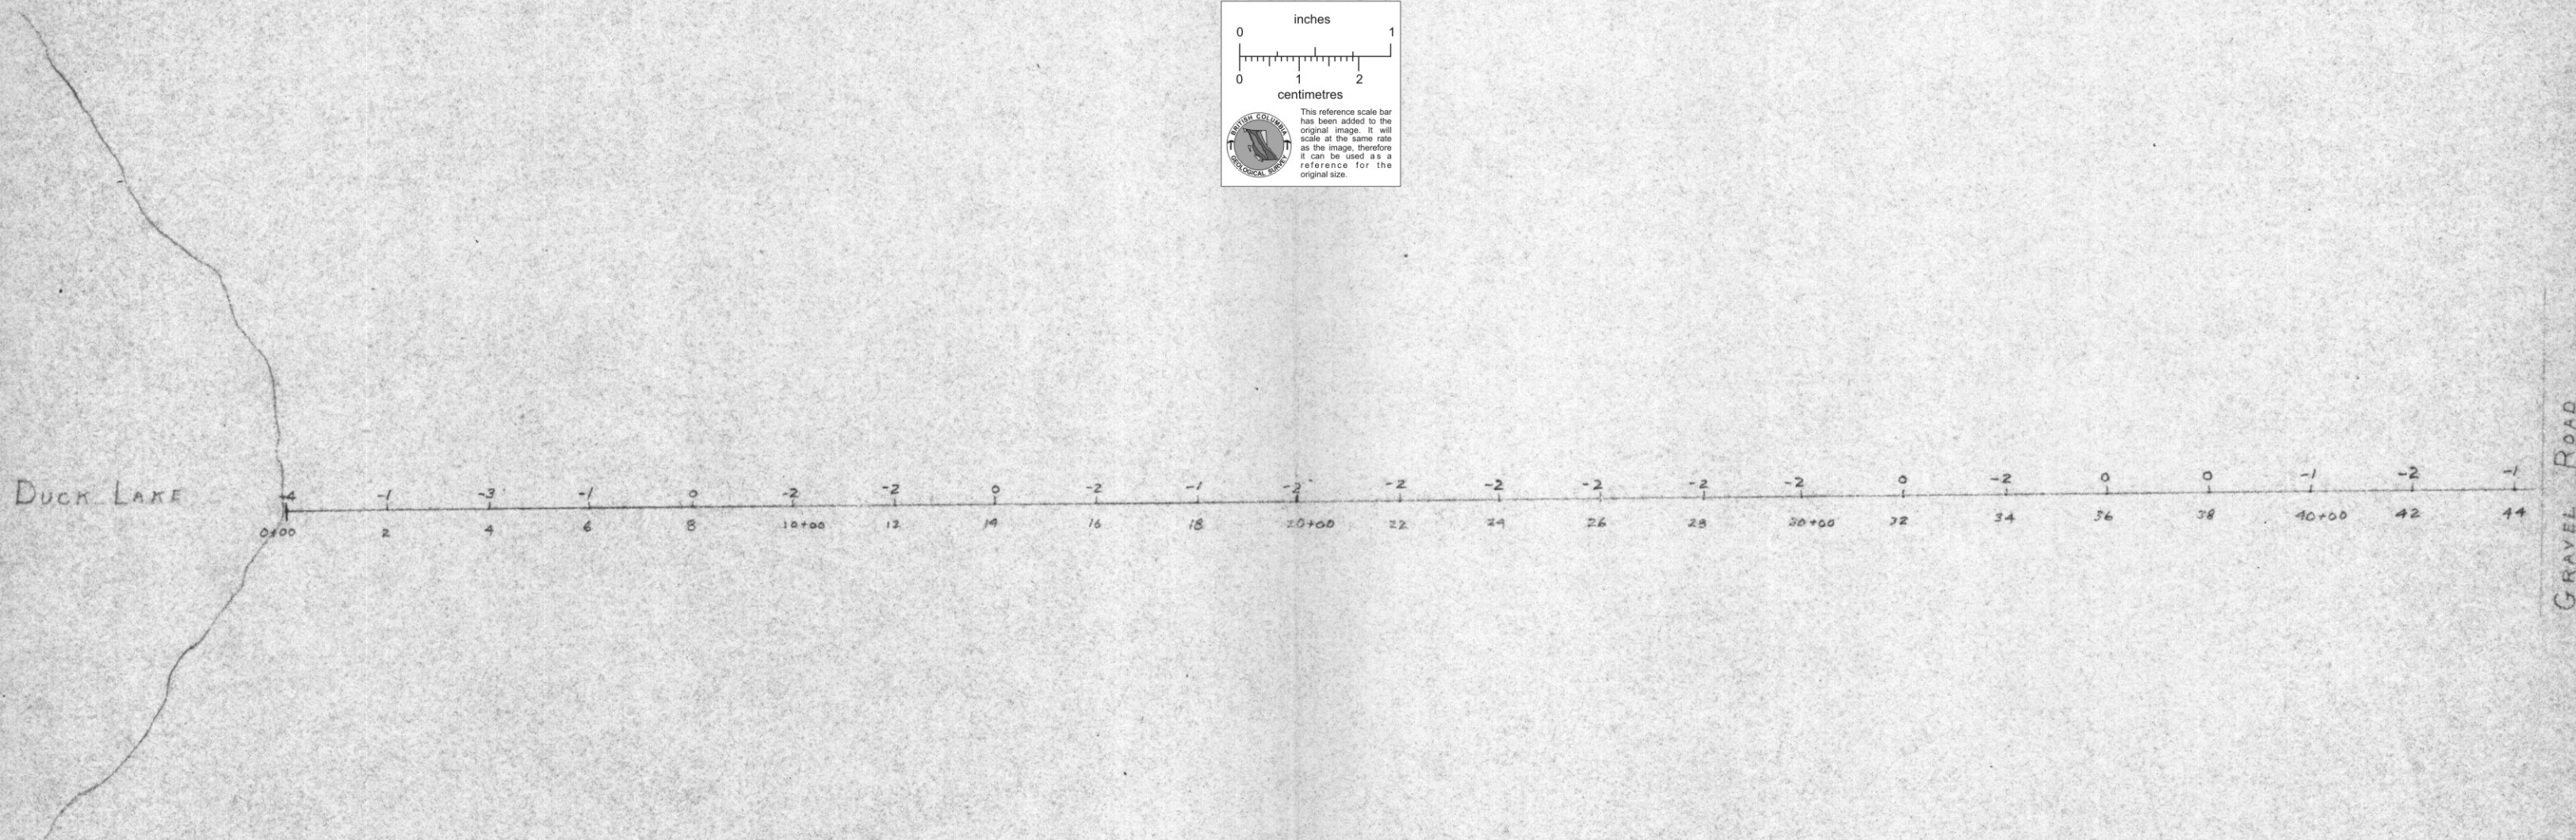 inches
0 1
0 1 2
centimetres
BRITISH COLUMBIA
GEOLOGICAL SURVEY
This reference scale bar
has been added to the
original image. It will
scale at the same rate
as the image, therefore
it can be used as a
reference for the
original size.
DUCK LAKE
-4 -1 -3 -1 0 -2 -2 0 -2 -1 -2 -2 -2 -2 -2 -2 0 -2 0 0 -1 -2 -1
0+00 2 4 6 8 10+00 12 14 16 18 20+00 22 24 26 28 30+00 32 34 36 38 40+00 42 44
GRAVEL ROAD